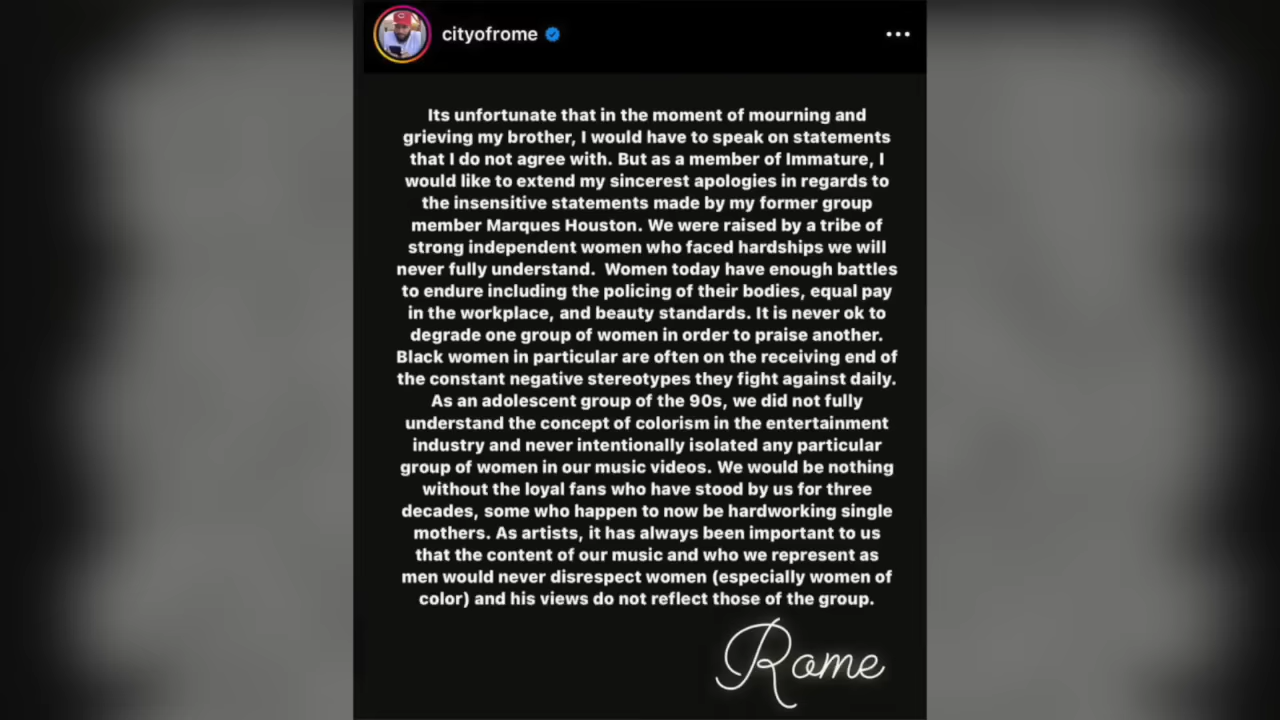 cityofrome
Its unfortunate that in the moment of mourning and
grieving my brother, I would have to speak on statements
that I do not agree with. But as a member of Immature, I
would like to extend my sincerest apologies in regards to
the insensitive statements made by my former group
member Marques Houston. We were raised by a tribe of
strong independent women who faced hardships we will
never fully understand.  Women today have enough battles
to endure including the policing of their bodies, equal pay
in the workplace, and beauty standards. It is never ok to
degrade one group of women in order to praise another.
Black women in particular are often on the receiving end of
the constant negative stereotypes they fight against daily.
As an adolescent group of the 90s, we did not fully
understand the concept of colorism in the entertainment
industry and never intentionally isolated any particular
group of women in our music videos. We would be nothing
without the loyal fans who have stood by us for three
decades, some who happen to now be hardworking single
mothers. As artists, it has always been important to us
that the content of our music and who we represent as
men would never disrespect women (especially women of
color) and his views do not reflect those of the group.
Rome